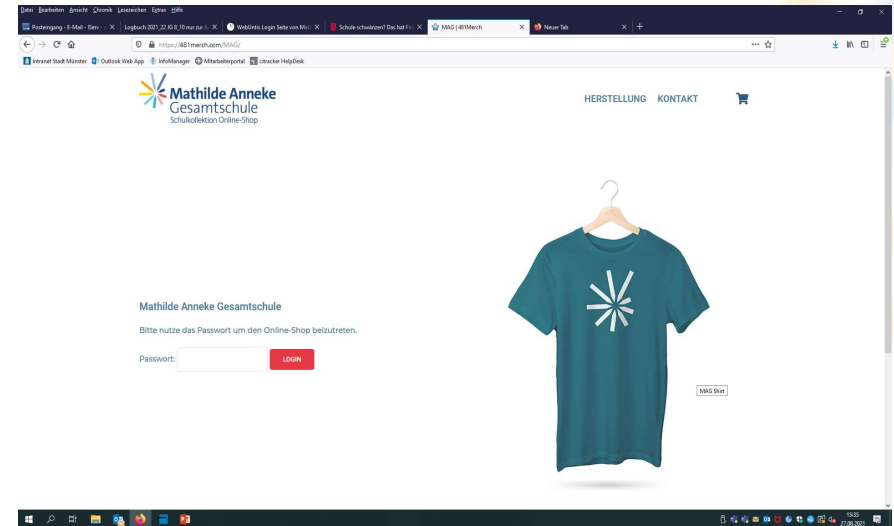 Datei Bearbeiten Ansicht Chronik Lesezeichen Extras Hilfe
Posteingang - E-Mail - IServ -
Logbuch 2021_22 JG 8_10 nur zur
WebUntis Login Seite von Mat
Schule schwänzen? Das hat Fol
MAG | 481Merch
Neuer Tab
https://481merch.com/MAG/
Intranet Stadt Münster Outlook Web App InfoManager Mitarbeiterportal citracker HelpDesk
Mathilde Anneke
Gesamtschule
Schulkollektion Online-Shop
HERSTELLUNG KONTAKT
Mathilde Anneke Gesamtschule
Bitte nutze das Passwort um den Online-Shop beizutreten.
Passwort: LOGIN
MAG Shirt
15:35
27.08.2021